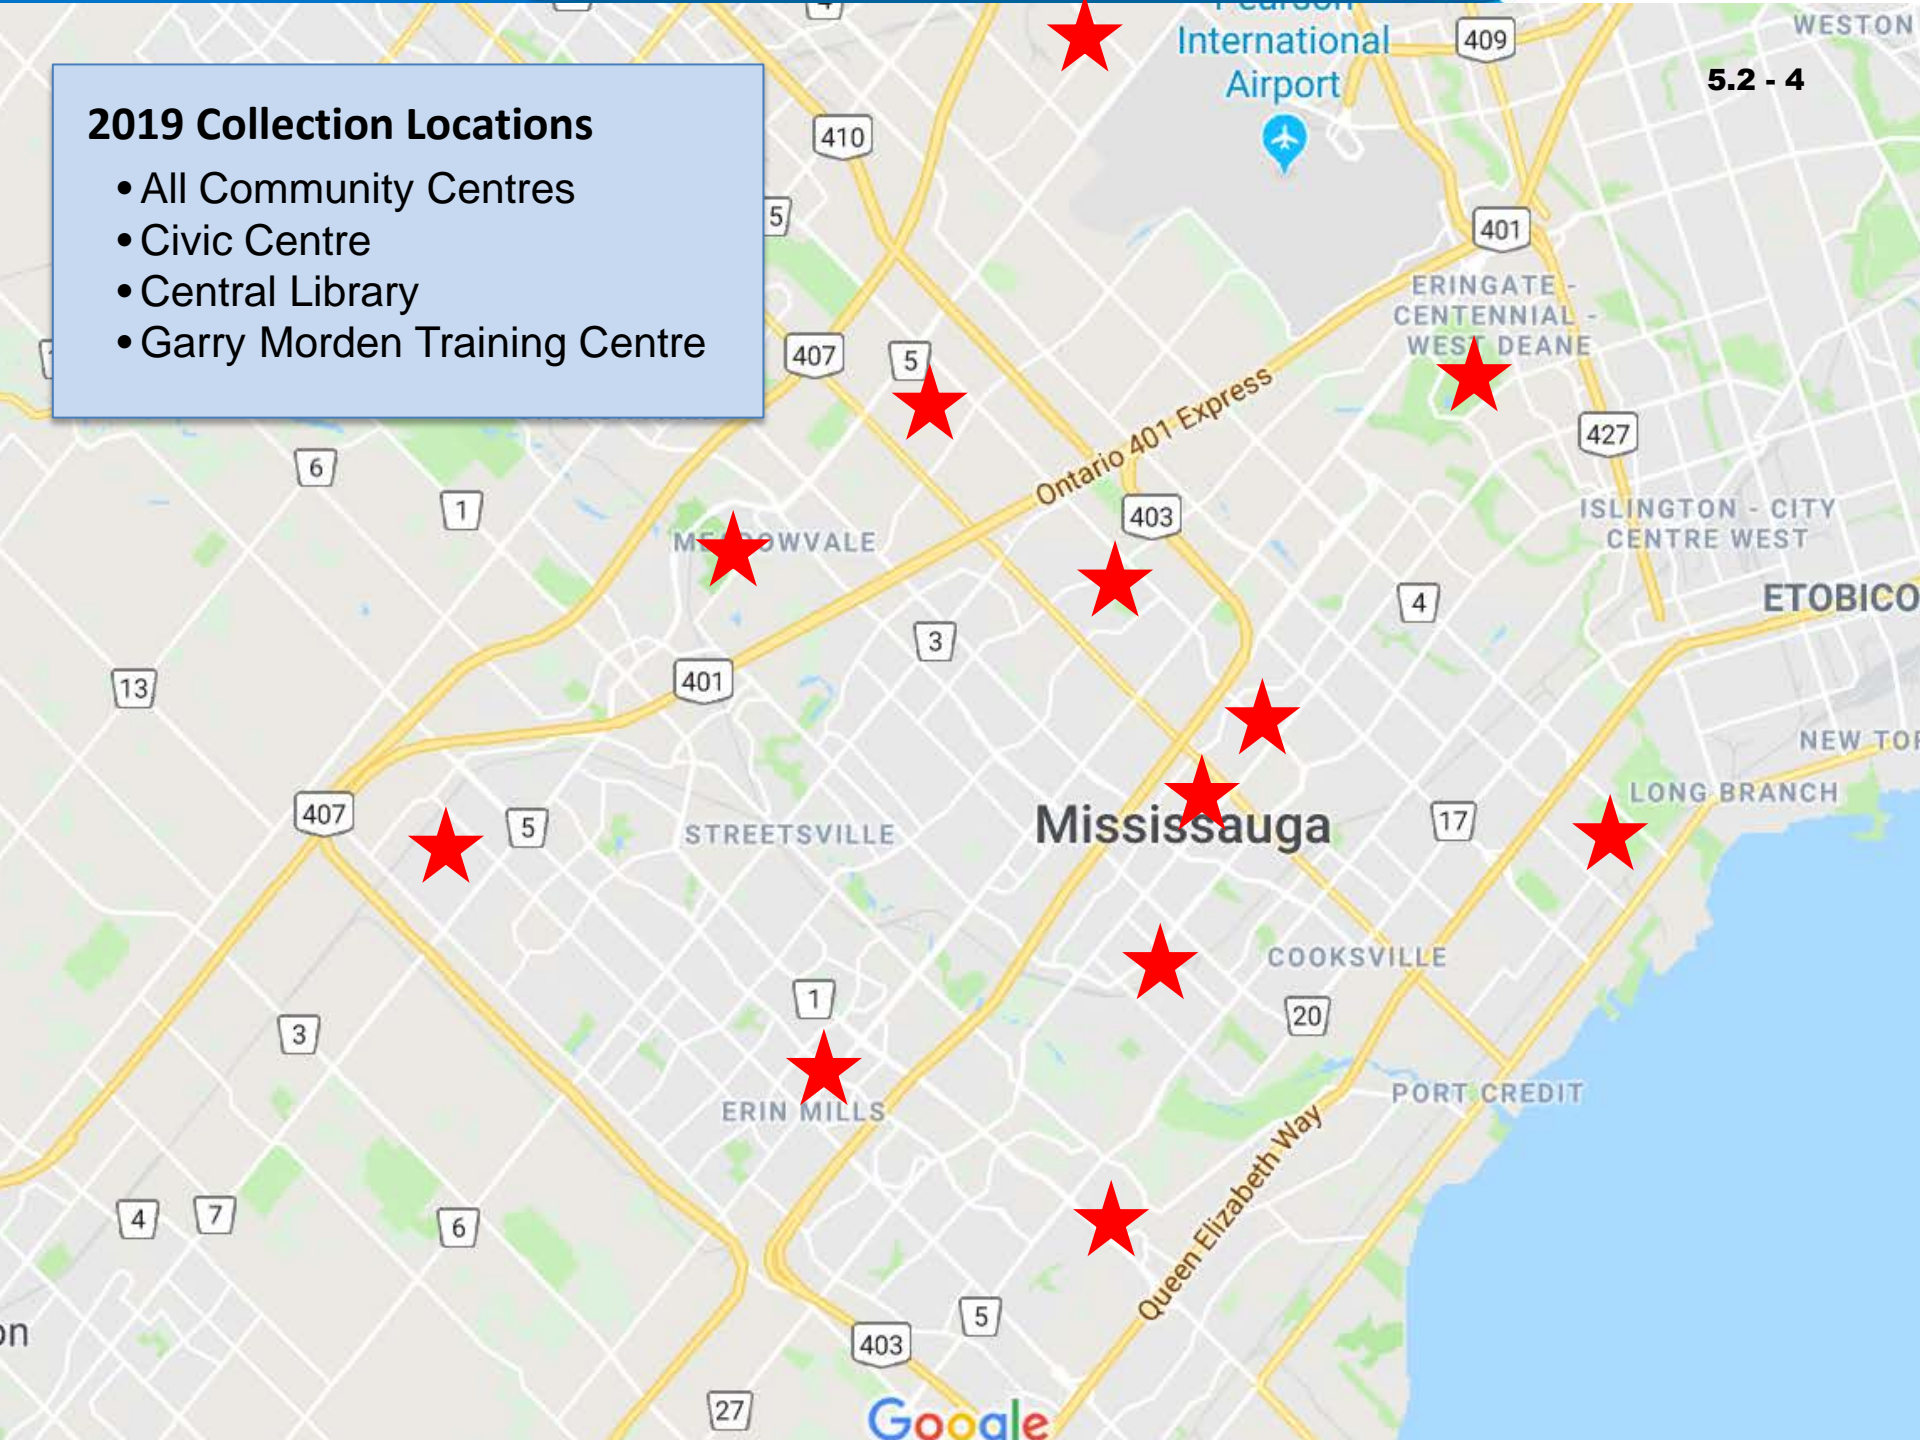 Pearson
International
Airport
409
WESTON
5.2 - 4
2019 Collection Locations
• All Community Centres
• Civic Centre
• Central Library
• Garry Morden Training Centre
410
5
401
ERINGATE -
CENTENNIAL -
WEST DEANE
407
5
Ontario 401 Express
427
6
1
403
ISLINGTON - CITY
CENTRE WEST
MEADOWVALE
4
ETOBICO
3
13
401
NEW TOR
LONG BRANCH
407
5
STREETSVILLE
Mississauga
17
COOKSVILLE
1
20
3
ERIN MILLS
PORT CREDIT
Queen Elizabeth Way
4
7
6
5
on
403
27
Google